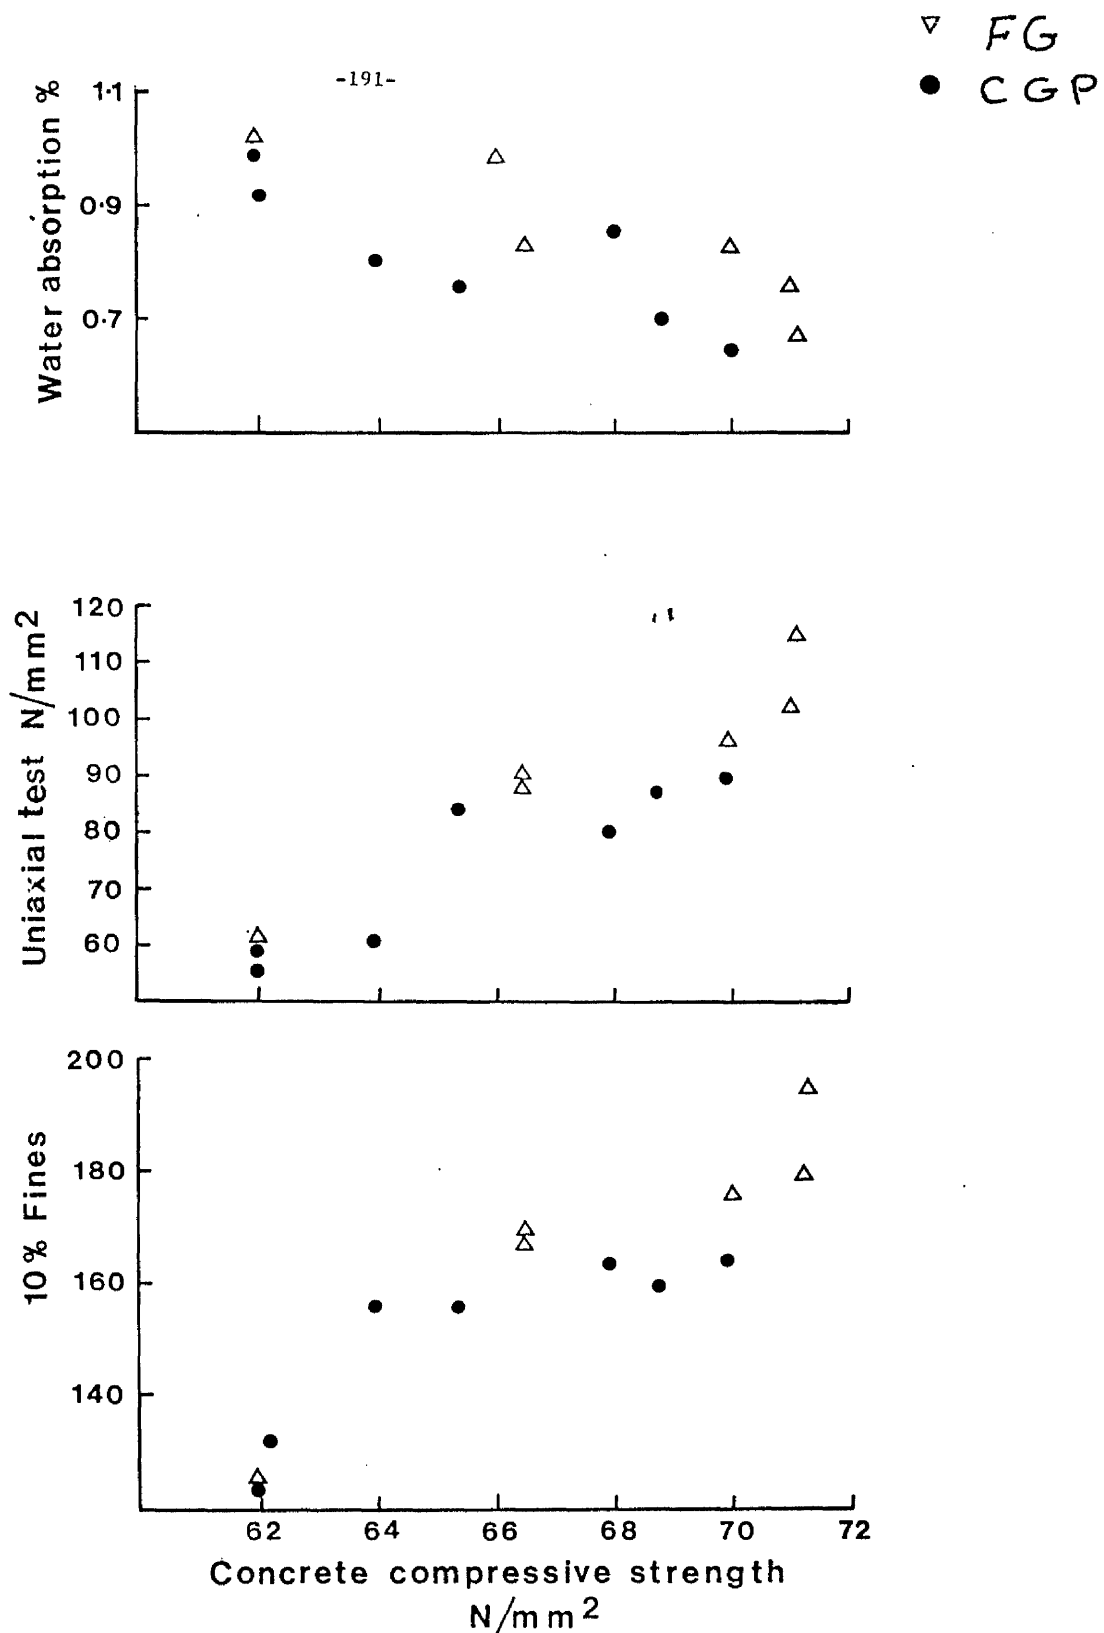 FG
-191-
CGP
Water absorption %
1·1
0·9
0·7
Uniaxial test N/mm2
120
110
100
90
80
70
60
10% Fines
200
180
160
140
62 64 66 68 70 72
Concrete compressive strength
N/mm2